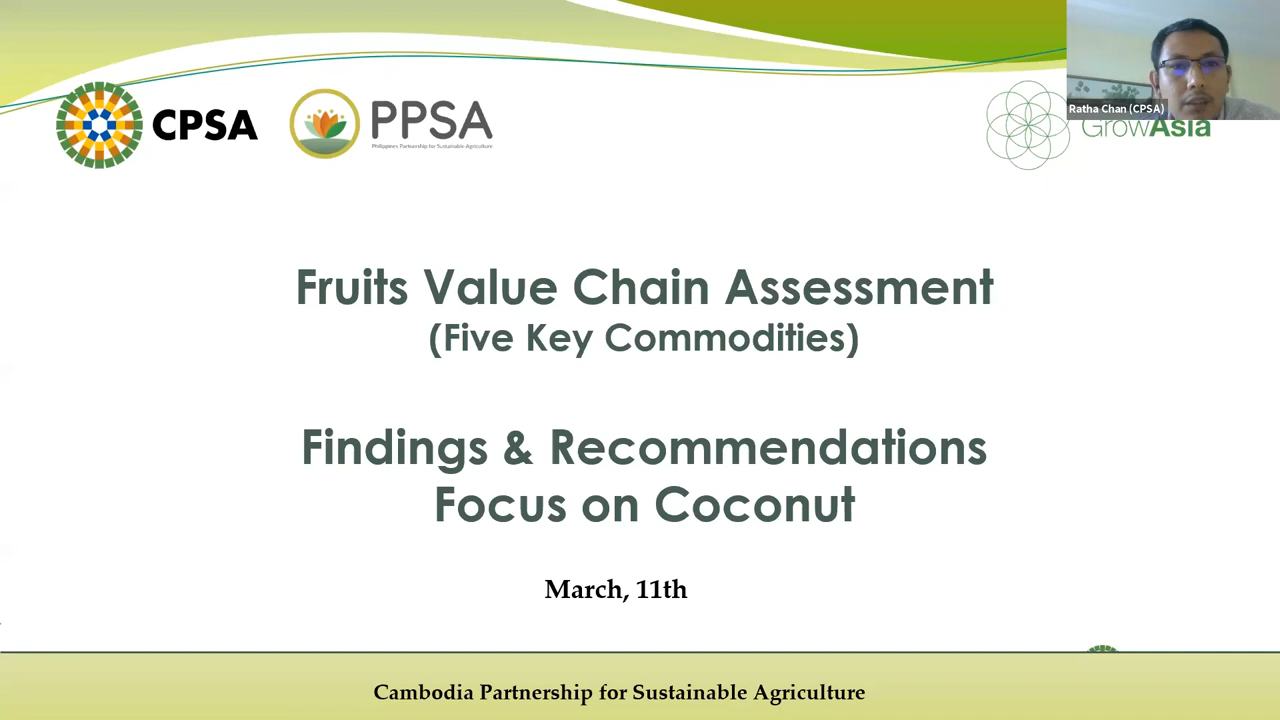 CPSA
PPSA
Philippines Partnership for Sustainable Agriculture
Ratha Chan (CPSA)
GrowAsia
Fruits Value Chain Assessment
(Five Key Commodities)
Findings & Recommendations
Focus on Coconut
March, 11th
Cambodia Partnership for Sustainable Agriculture